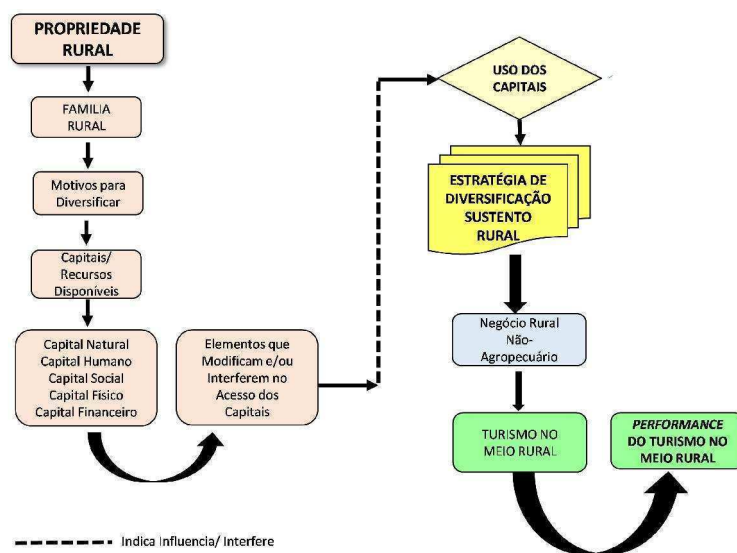 PROPRIEDADE
RURAL
FAMILIA
RURAL
Motivos para
Diversificar
Capitais/
Recursos
Disponíveis
Capital Natural
Capital Humano
Capital Social
Capital Físico
Capital Financeiro
Elementos que
Modificam e/ou
Interferem no
Acesso dos
Capitais
USO DOS
CAPITAIS
ESTRATÉGIA DE
DIVERSIFICAÇÃO
SUSTENTO
RURAL
Negócio Rural
Não-
Agropecuário
TURISMO NO
MEIO RURAL
PERFORMANCE
DO TURISMO NO
MEIO RURAL
Indica Influencia/ Interfere